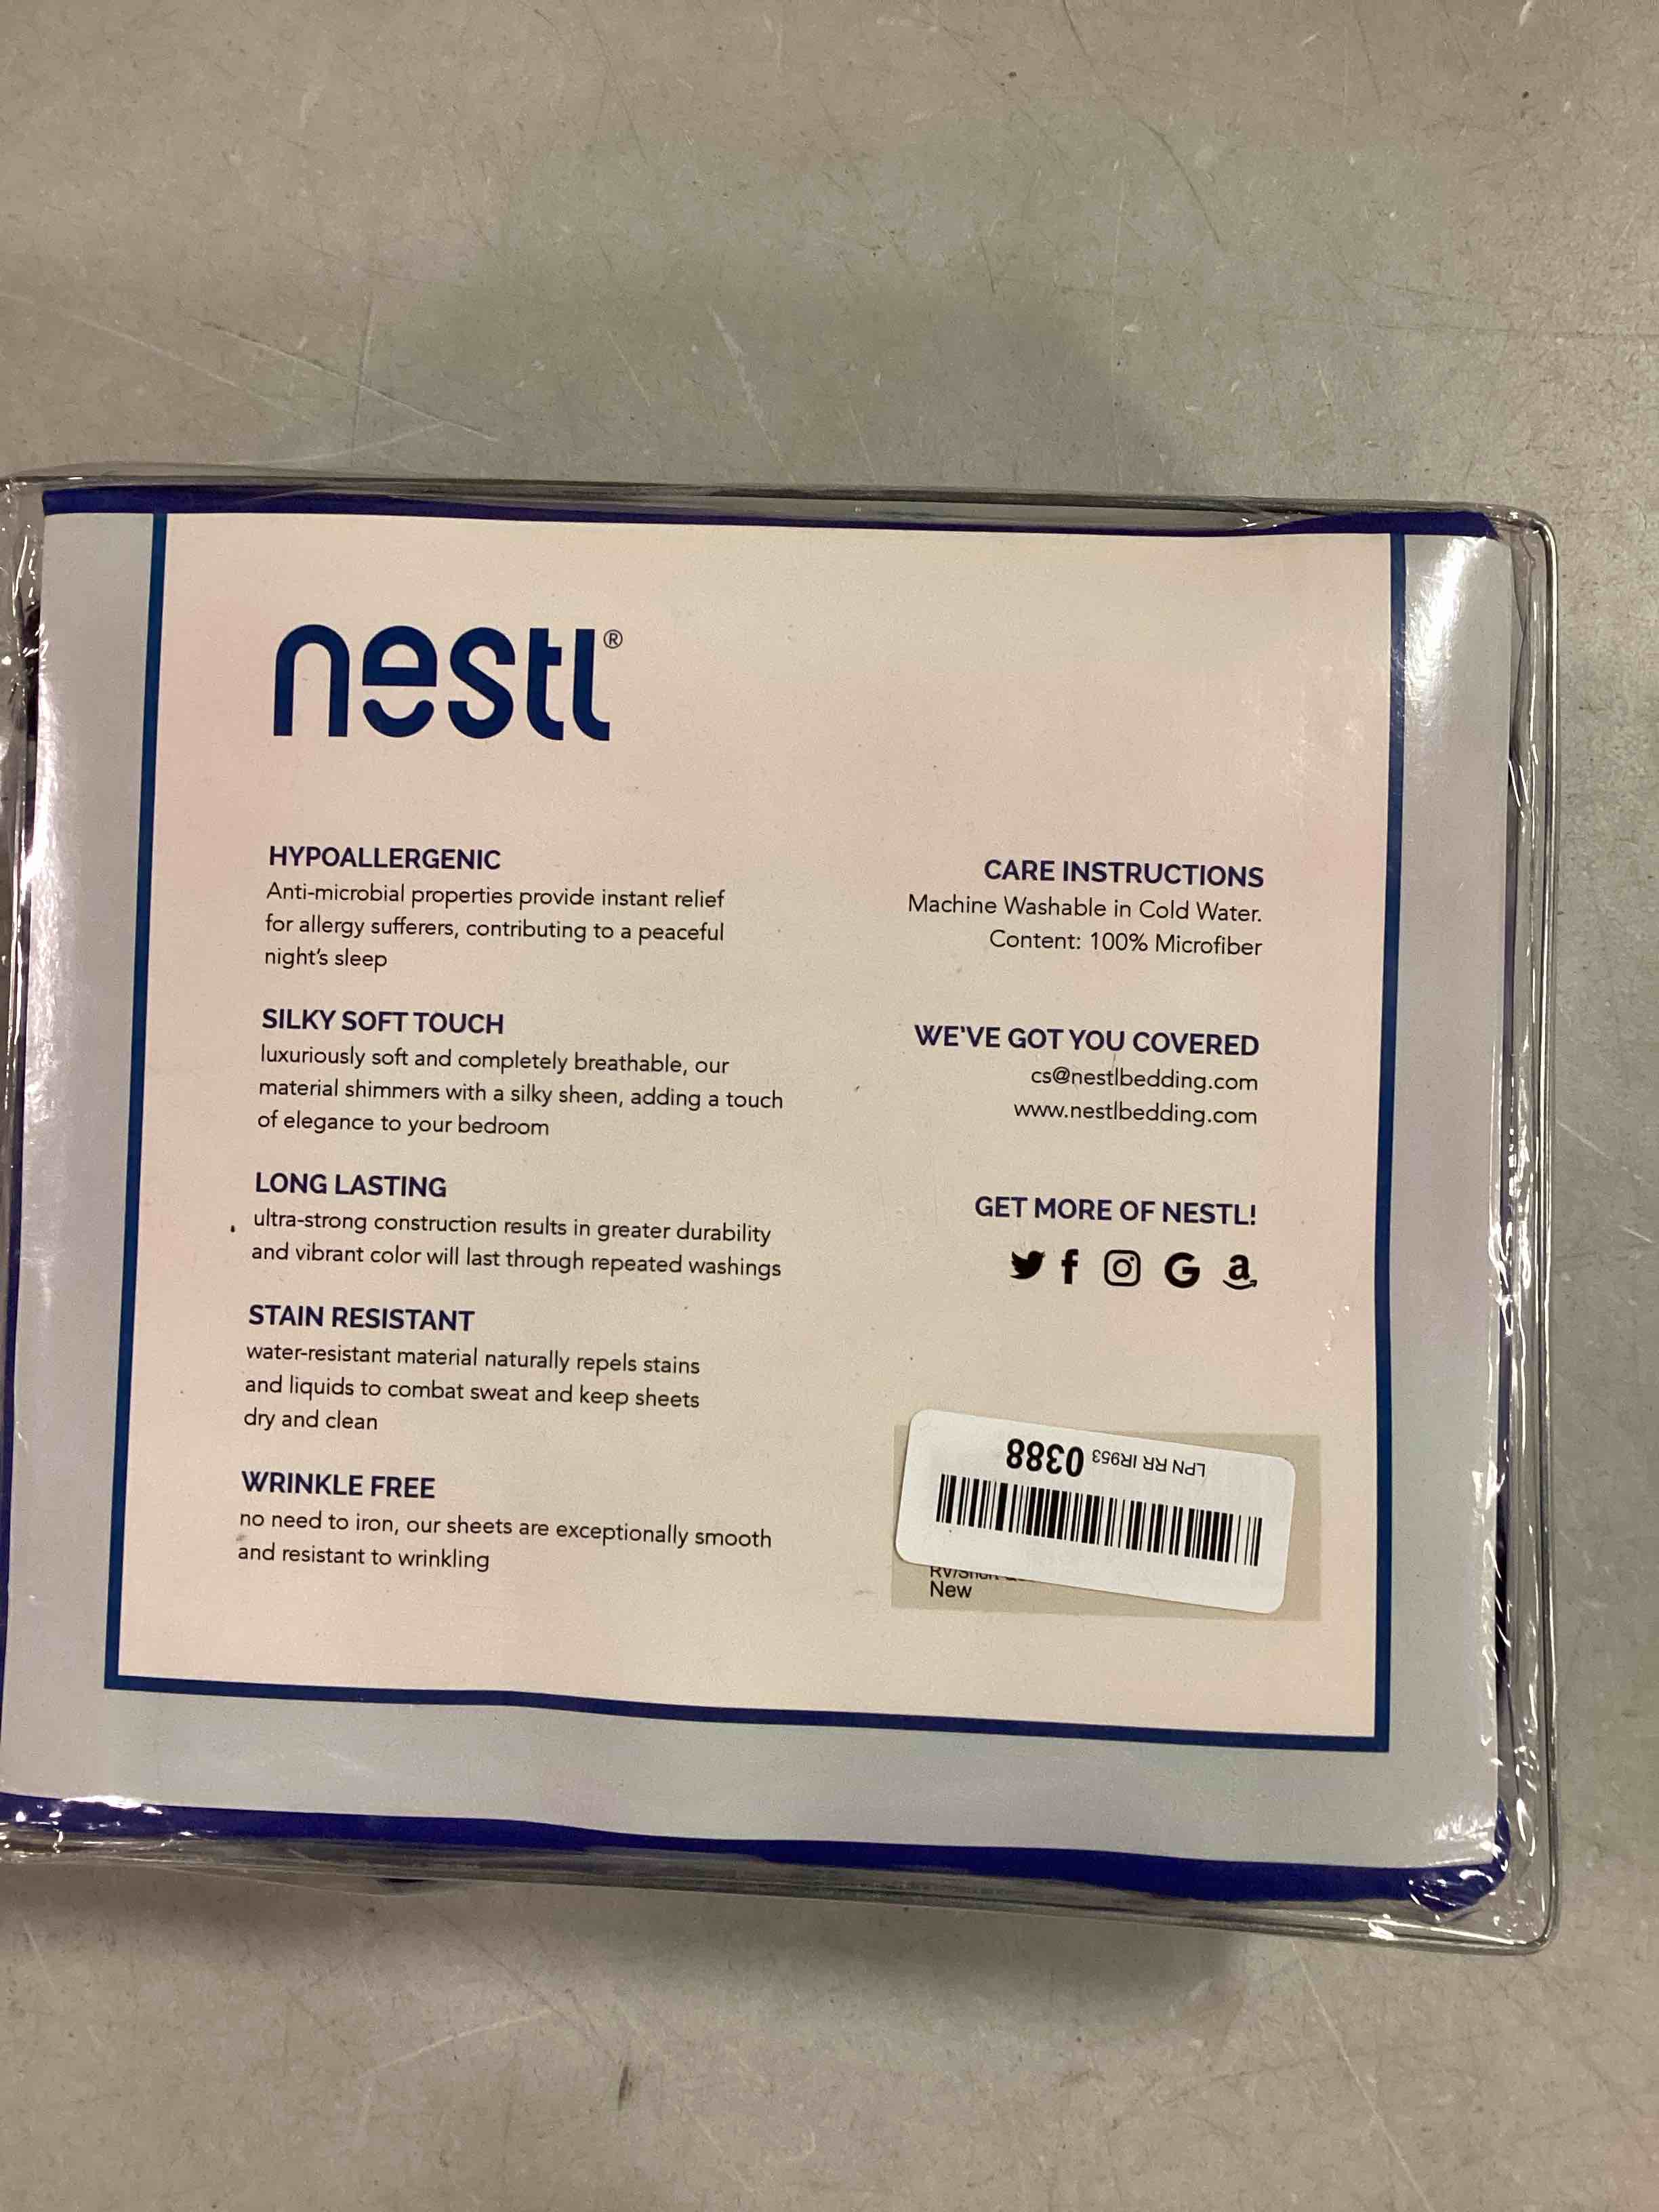 nestl®
HYPOALLERGENIC
Anti-microbial properties provide instant relief
for allergy sufferers, contributing to a peaceful
night's sleep
SILKY SOFT TOUCH
luxuriously soft and completely breathable, our
material shimmers with a silky sheen, adding a touch
of elegance to your bedroom
LONG LASTING
ultra-strong construction results in greater durability
and vibrant color will last through repeated washings
STAIN RESISTANT
water-resistant material naturally repels stains
and liquids to combat sweat and keep sheets
dry and clean
WRINKLE FREE
no need to iron, our sheets are exceptionally smooth
and resistant to wrinkling
CARE INSTRUCTIONS
Machine Washable in Cold Water.
Content: 100% Microfiber
WE'VE GOT YOU COVERED
cs@nestlbedding.com
www.nestlbedding.com
GET MORE OF NESTL!
LPN RR IR953 0388
New